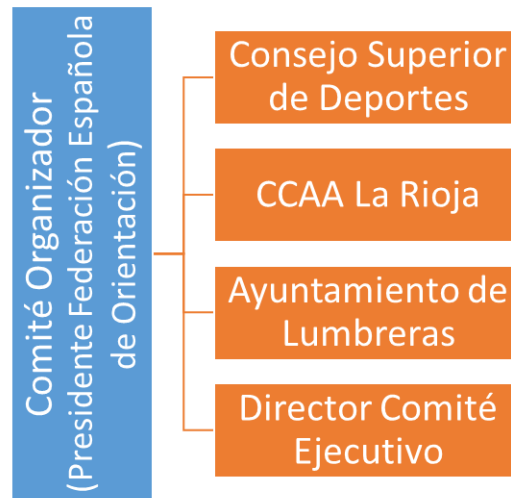 Comité Organizador
(Presidente Federación Española
de Orientación)
Consejo Superior
de Deportes
CCAA La Rioja
Ayuntamiento de
Lumbreras
Director Comité
Ejecutivo